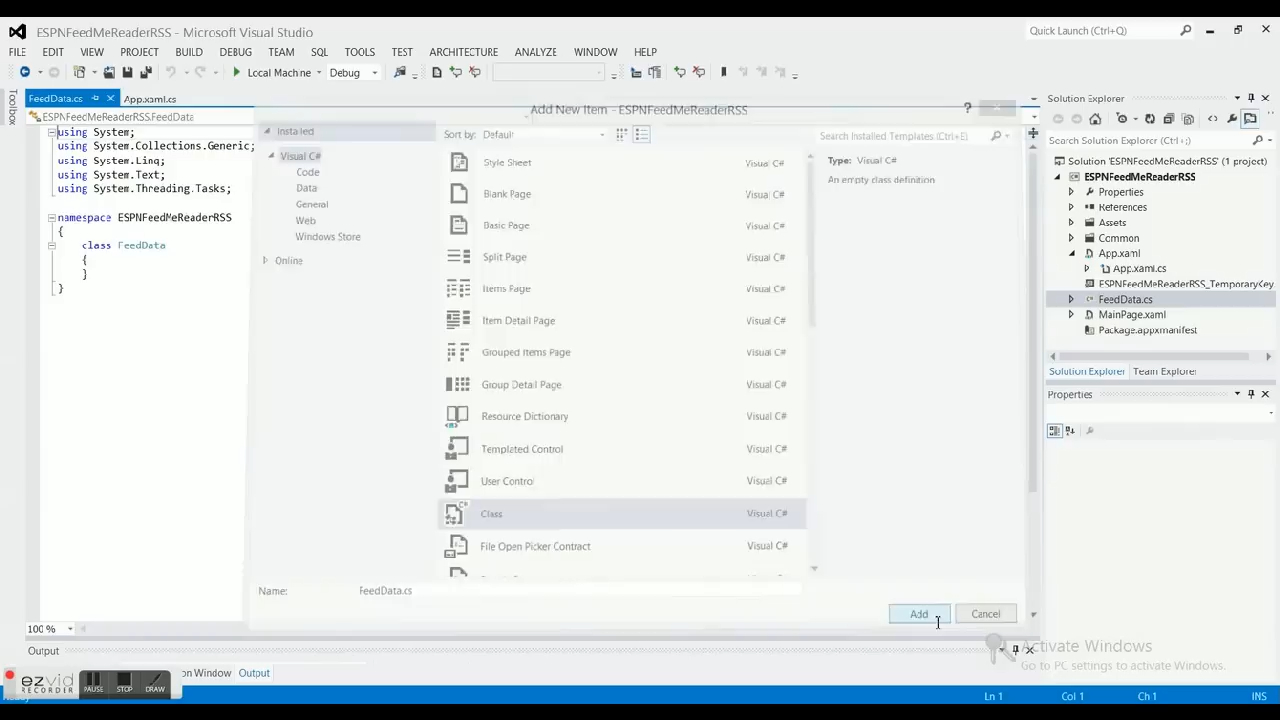 ESPNFeedMeReaderRSS - Microsoft Visual Studio
Quick Launch (Ctrl+Q)
FILE EDIT VIEW PROJECT BUILD DEBUG TEAM SQL TOOLS TEST ARCHITECTURE ANALYZE WINDOW HELP
Local Machine Debug
Toolbox
FeedData.cs App.xaml.cs
ESPNFeedMeReaderRSS.FeedData
using System;
using System.Collections.Generic;
using System.Linq;
using System.Text;
using System.Threading.Tasks;
namespace ESPNFeedMeReaderRSS
{
class FeedData
{
}
}
100 %
Add New Item - ESPNFeedMeReaderRSS
?
Installed
Visual C#
Code
Data
General
Web
Windows Store
Online
Sort by: Default
Style Sheet Visual C#
Blank Page Visual C#
Basic Page Visual C#
Split Page Visual C#
Items Page Visual C#
Item Detail Page Visual C#
Grouped Items Page Visual C#
Group Detail Page Visual C#
Resource Dictionary Visual C#
Templated Control Visual C#
User Control Visual C#
Class Visual C#
File Open Picker Contract Visual C#
Search Installed Templates (Ctrl+E)
Type: Visual C#
An empty class definition
Name: FeedData.cs
Add Cancel
Solution Explorer
Search Solution Explorer (Ctrl+;)
Solution 'ESPNFeedMeReaderRSS' (1 project)
ESPNFeedMeReaderRSS
Properties
References
Assets
Common
App.xaml
App.xaml.cs
ESPNFeedMeReaderRSS_TemporaryKey
FeedData.cs
MainPage.xaml
Package.appxmanifest
Solution Explorer Team Explorer
Properties
Output
on Window Output
Activate Windows
Go to PC settings to activate Windows.
ezvid
RECORDER
PAUSE STOP DRAW
Ln 1 Col 1 Ch 1 INS